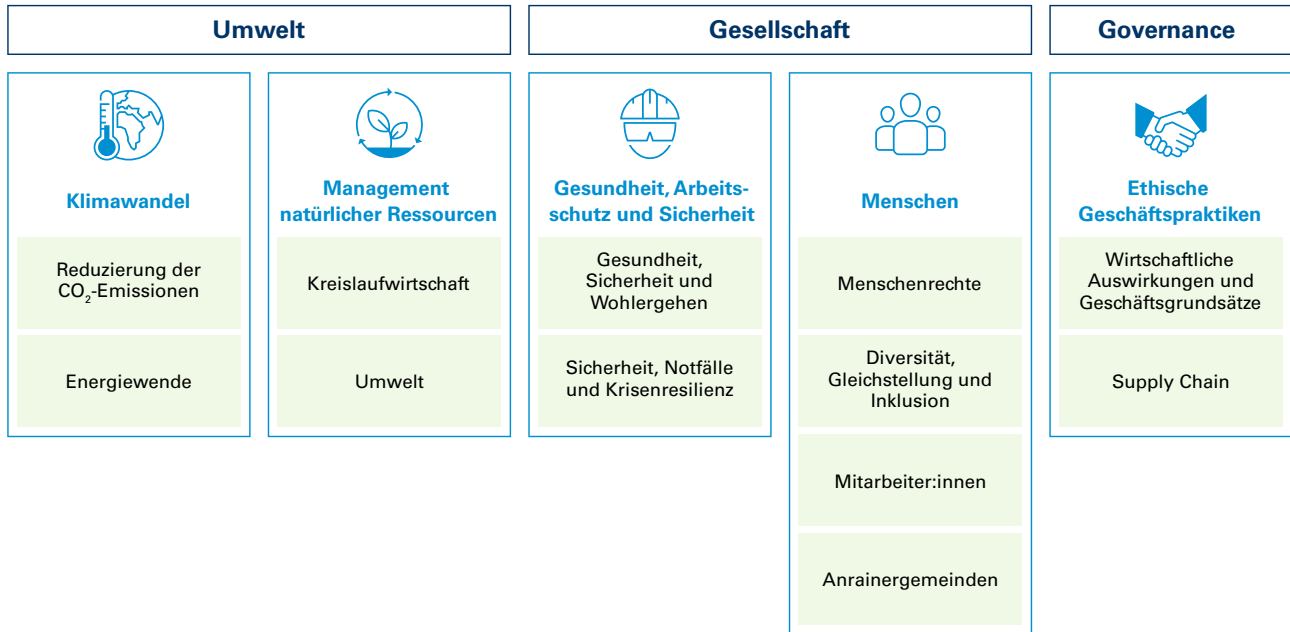 Umwelt
Gesellschaft
Governance
Klimawandel
Reduzierung der
CO₂-Emissionen
Energiewende
Management
natürlicher Ressourcen
Kreislaufwirtschaft
Umwelt
Gesundheit, Arbeits-
schutz und Sicherheit
Gesundheit,
Sicherheit und
Wohlergehen
Sicherheit, Notfälle
und Krisenresilienz
Menschen
Menschenrechte
Diversität,
Gleichstellung und
Inklusion
Mitarbeiter:innen
Anrainergemeinden
Ethische
Geschäftspraktiken
Wirtschaftliche
Auswirkungen und
Geschäftsgrundsätze
Supply Chain